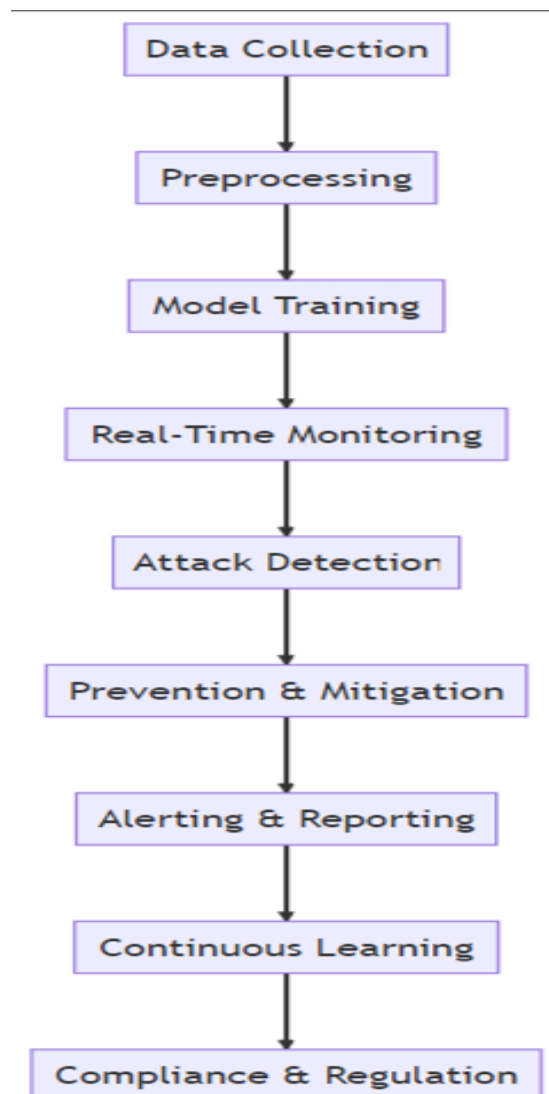 Data Collection
Preprocessing
Model Training
Real-Time Monitoring
Attack Detection
Prevention & Mitigation
Alerting & Reporting
Continuous Learning
Compliance & Regulation